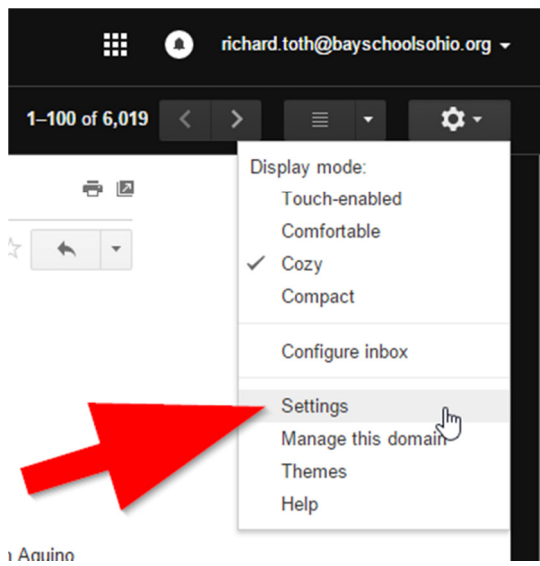 richard.toth@bayschoolsohio.org
1–100 of 6,019
Display mode:
Touch-enabled
Comfortable
Cozy
Compact
Configure inbox
Settings
Manage this domain
Themes
Help
Aquino